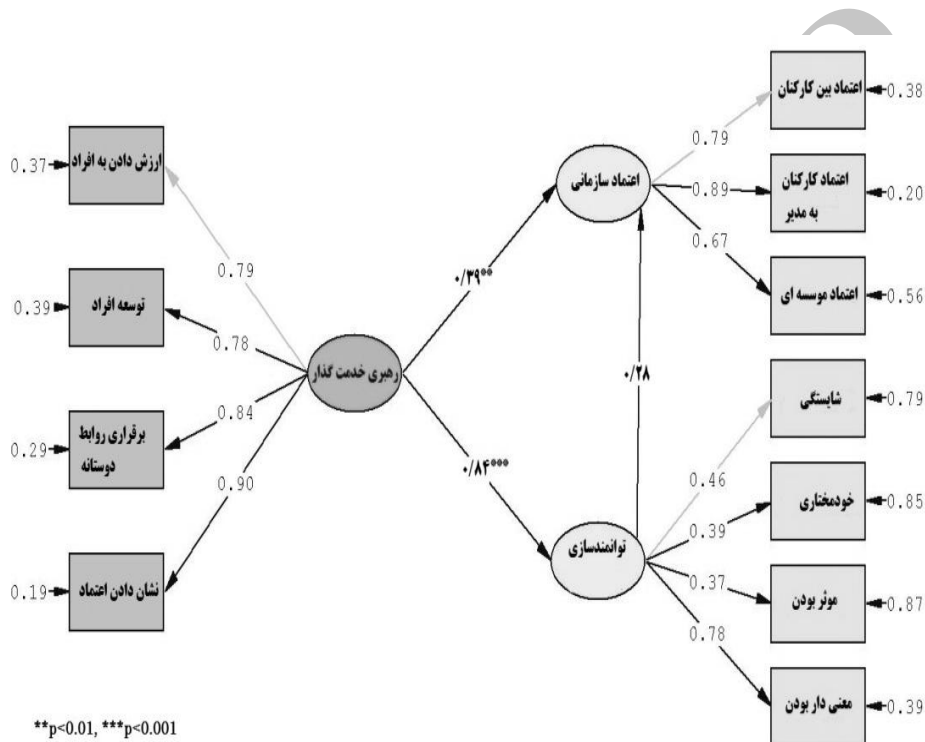 اعتماد بین کارکنان
0.38
0.79
ارزش دادن به افراد
0.37
اعتماد سازمانی
0.89
اعتماد کارکنان
به مدیر
0.20
0.67
0.79
۰/۳۹**
اعتماد موسسه ای
0.56
توسعه افراد
0.39
0.78
رهبری خدمت گذار
۰/۲۸
شایستگی
0.79
0.84
برقراری روابط
دوستانه
0.29
0.90
۰/۸۴***
0.46
خودمختاری
0.85
0.39
توانمندسازی
نشان دادن اعتماد
0.19
0.37
موثر بودن
0.87
0.78
معنی دار بودن
0.39
**p<0.01, ***p<0.001